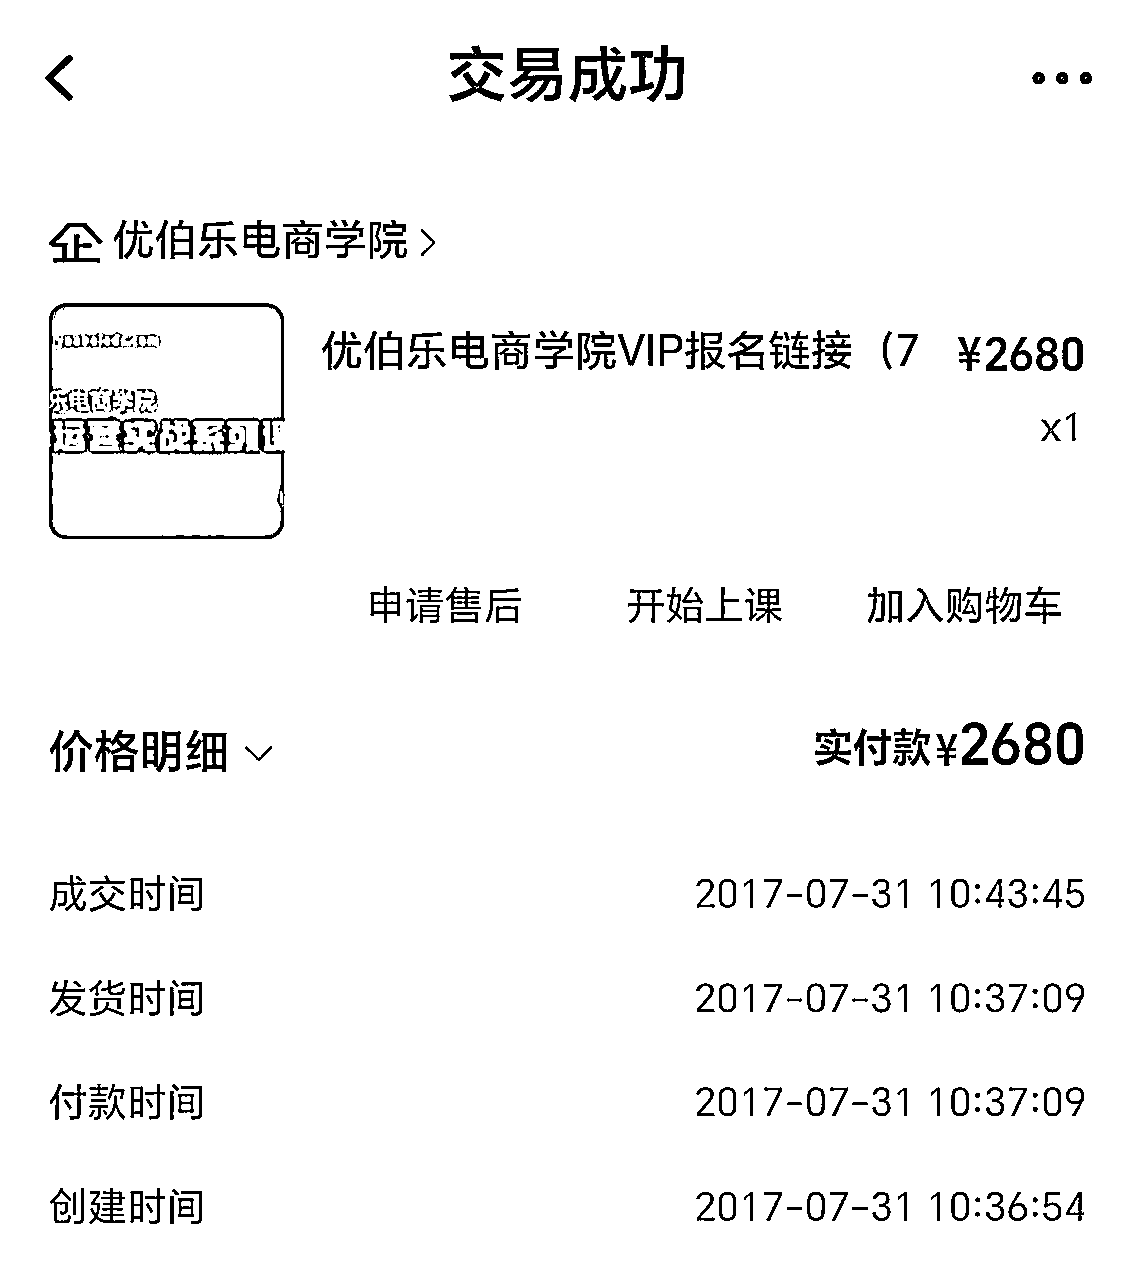 交易成功
优伯乐电商学院
乐电商学院
运营实战系列课
优伯乐电商学院VIP报名链接（7 ¥2680
x1
申请售后 开始上课 加入购物车
价格明细 实付款¥2680
成交时间 2017-07-31 10:43:45
发货时间 2017-07-31 10:37:09
付款时间 2017-07-31 10:37:09
创建时间 2017-07-31 10:36:54